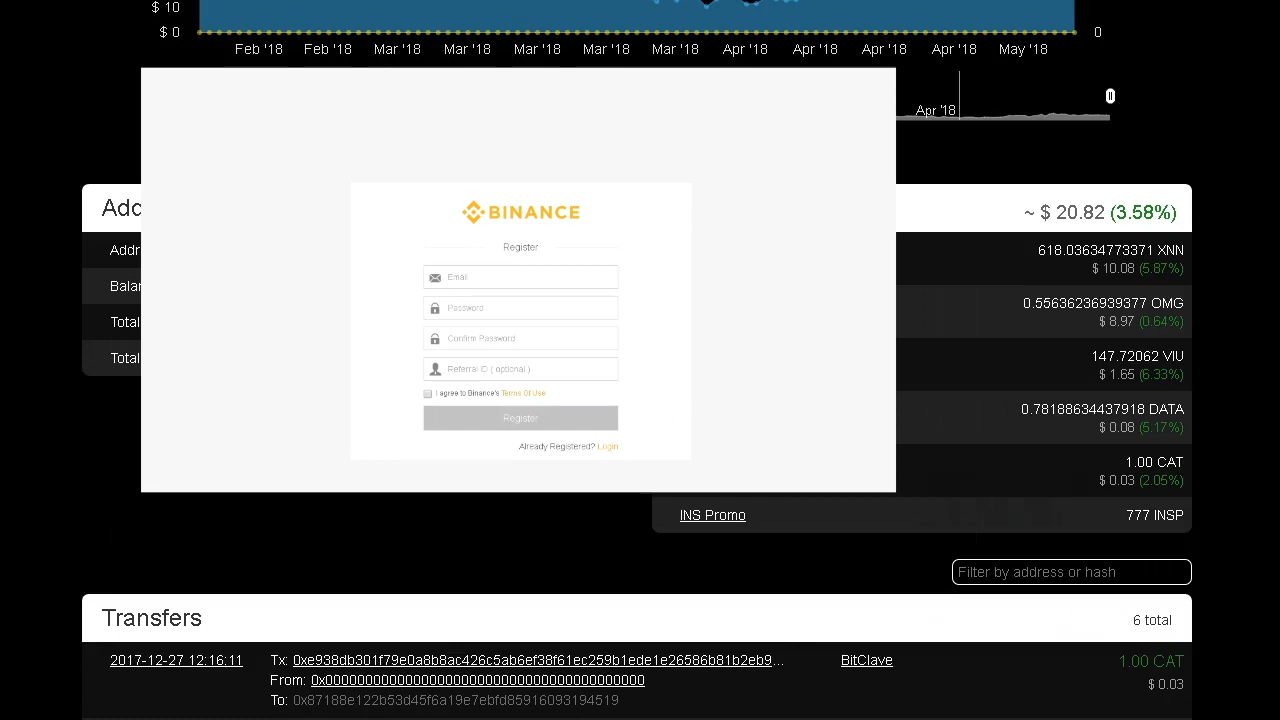 $ 10
$ 0
0
Feb '18 Feb '18 Mar '18 Mar '18 Mar '18 Mar '18 Mar '18 Apr '18 Apr '18 Apr '18 Apr '18 May '18
Apr '18
Add
~ $ 20.82 (3.58%)
Addr
Balan
Total
Total
618.03634773371 XNN
$ 10.08 (5.87%)
0.55636236939377 OMG
$ 8.97 (0.64%)
147.72062 VIU
$ 1.65 (6.33%)
0.78188634437918 DATA
$ 0.08 (5.17%)
1.00 CAT
$ 0.03 (2.05%)
INS Promo 777 INSP
BINANCE
Register
Email
Password
Confirm Password
Referral ID ( optional )
I agree to Binance's Terms Of Use
Register
Already Registered? Login
Filter by address or hash
Transfers 6 total
2017-12-27 12:16:11 Tx: 0xe938db301f79e0a8b8ac426c5ab6ef38f61ec259b1ede1e26586b81b2eb9... BitClave 1.00 CAT
From: 0x0000000000000000000000000000000000000000 $ 0.03
To: 0x87188e122b53d45f6a19e7ebfd85916093194519